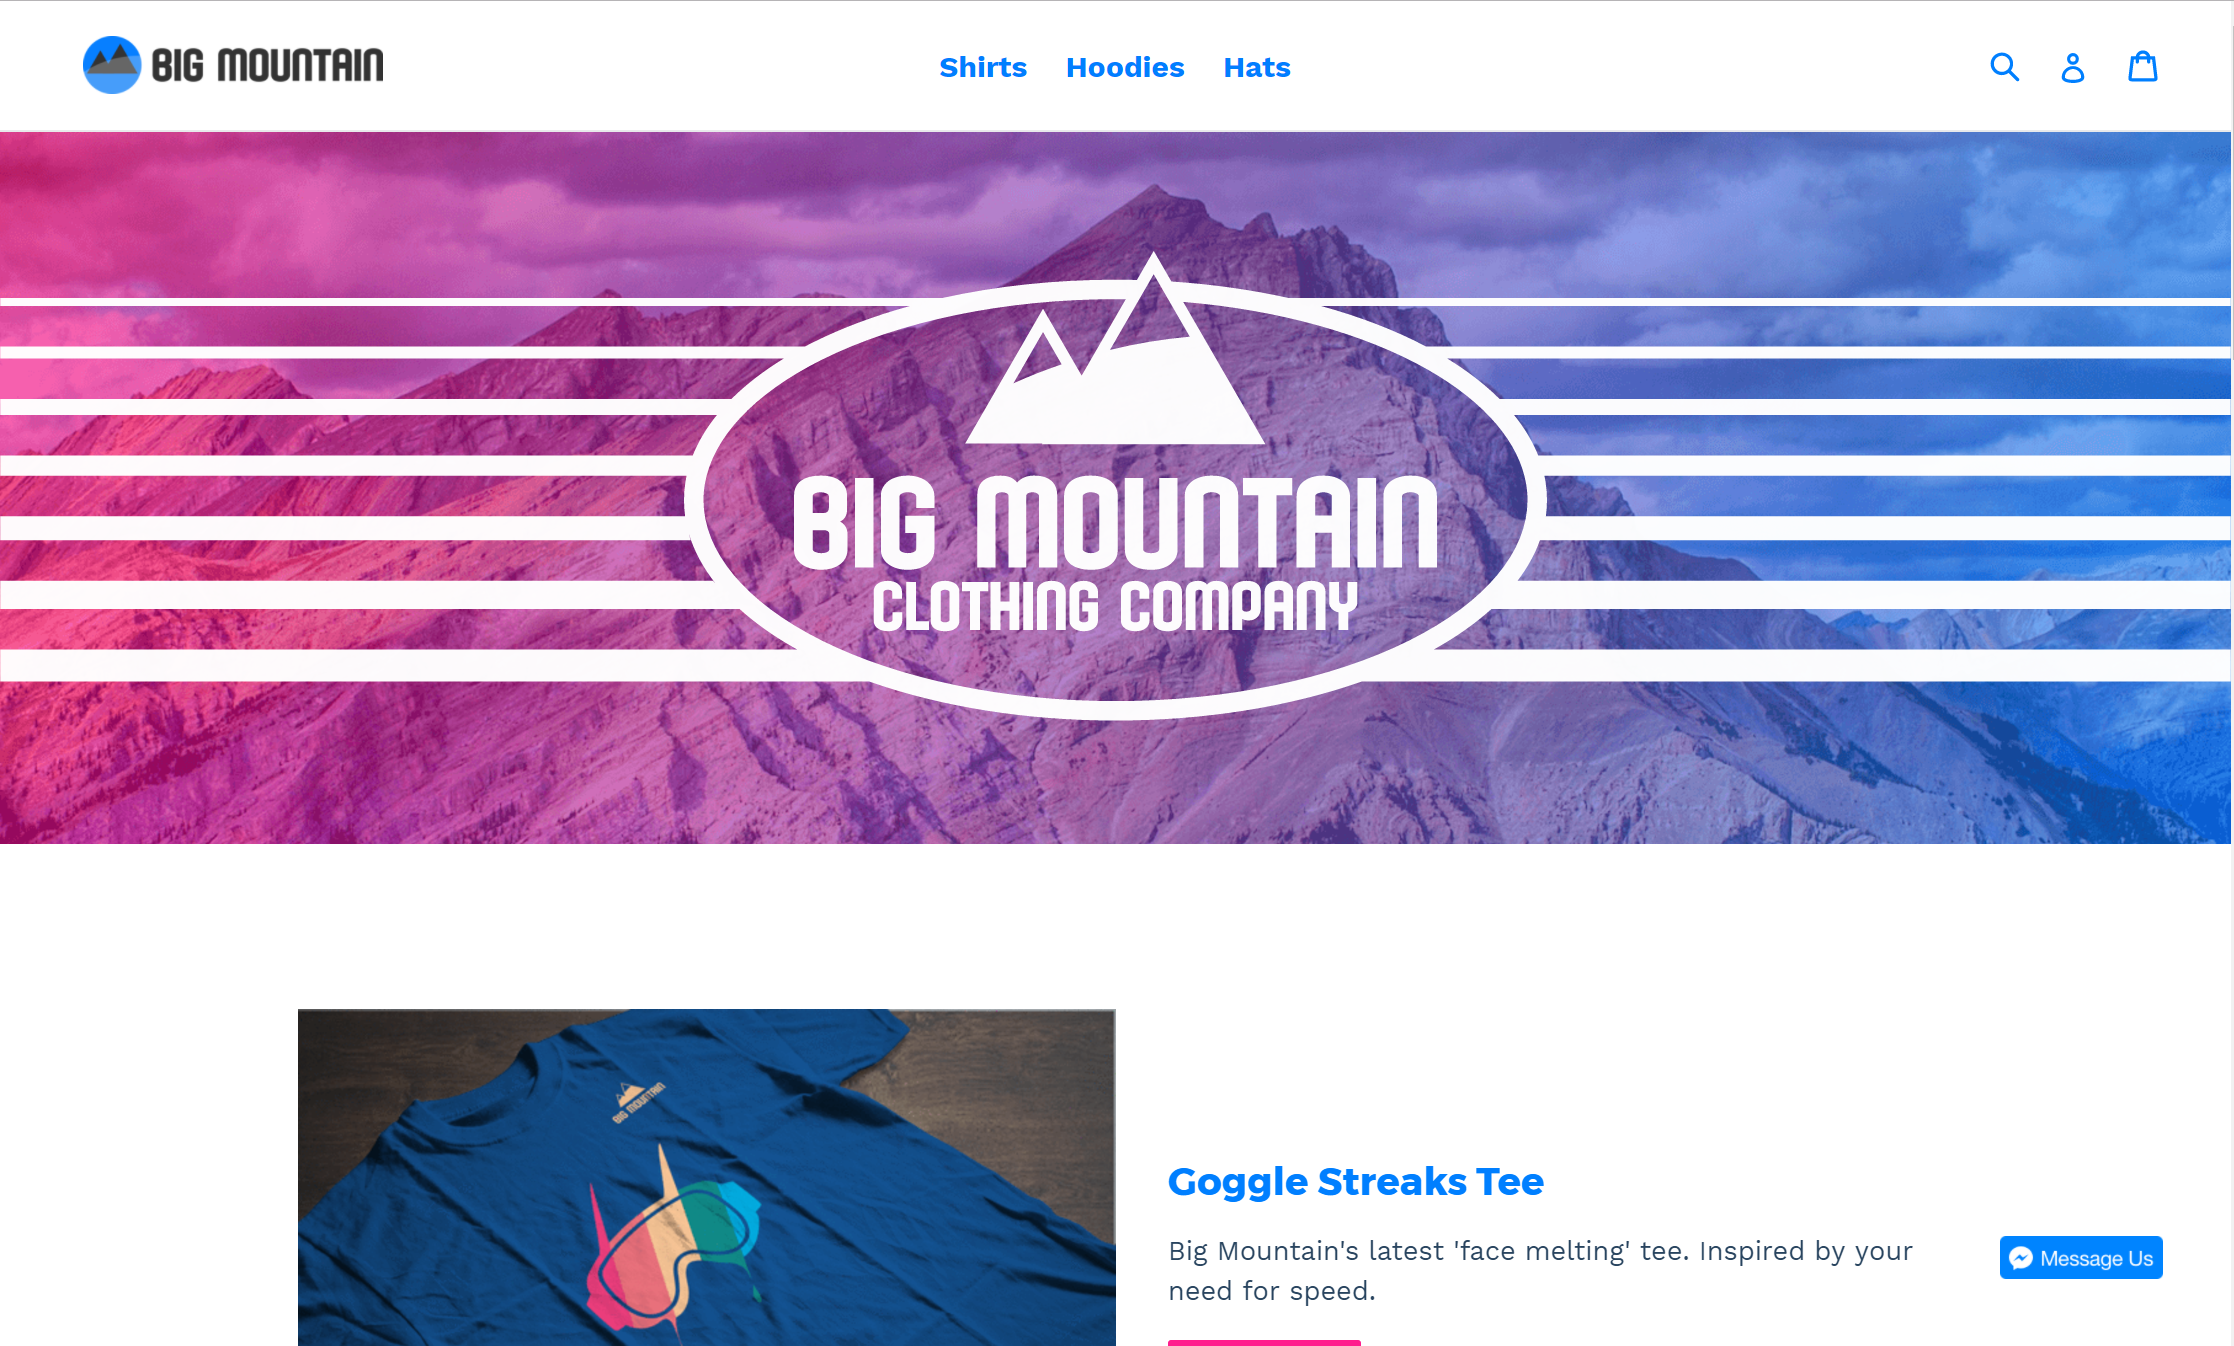 BIG MOUNTAIN
Shirts Hoodies Hats
BIG MOUNTAIN
CLOTHING COMPANY
BIG MOUNTAIN
Goggle Streaks Tee
Big Mountain's latest 'face melting' tee. Inspired by your
need for speed.
Message Us